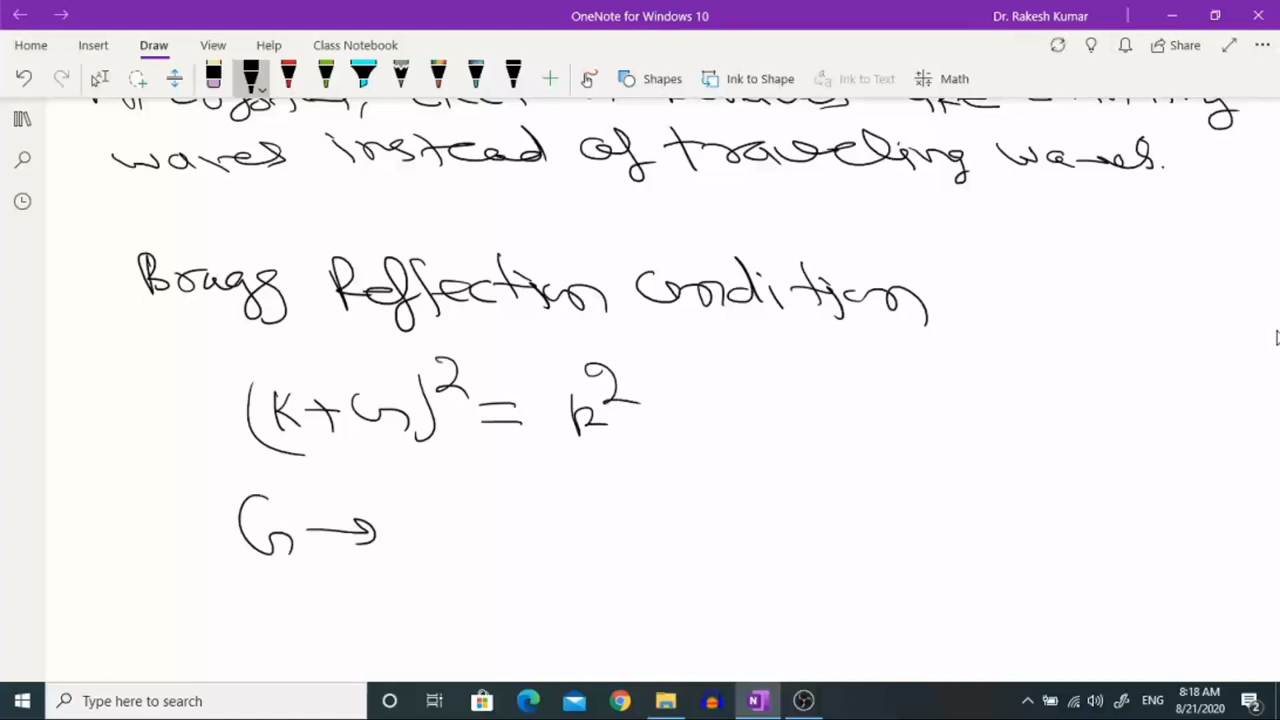 OneNote for Windows 10
Dr. Rakesh Kumar
Home Insert Draw View Help Class Notebook Share
Shapes Ink to Shape Ink to Text Math
waves instead of traveling waves.
Bragg Reflection Condition
(K+G)² = k²
G →
Type here to search
ENG
8:18 AM
8/21/2020
2